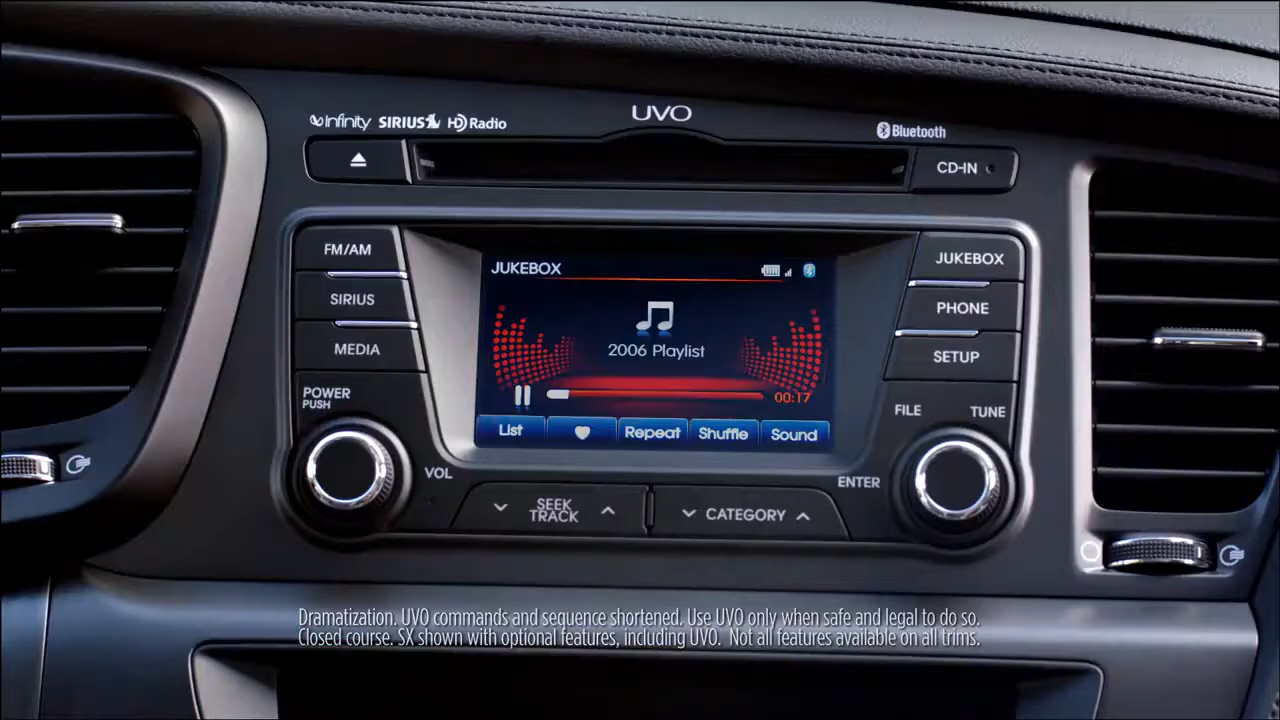 UVO
Infinity SIRIUS HD Radio
Bluetooth
CD-IN
FM/AM
SIRIUS
MEDIA
POWER
PUSH
VOL
JUKEBOX
2006 Playlist
00:17
List
Repeat
Shuffle
Sound
JUKEBOX
PHONE
SETUP
FILE
TUNE
ENTER
SEEK
TRACK
CATEGORY
Dramatization. UVO commands and sequence shortened. Use UVO only when safe and legal to do so.
Closed course. SX shown with optional features, including UVO. Not all features available on all trims.